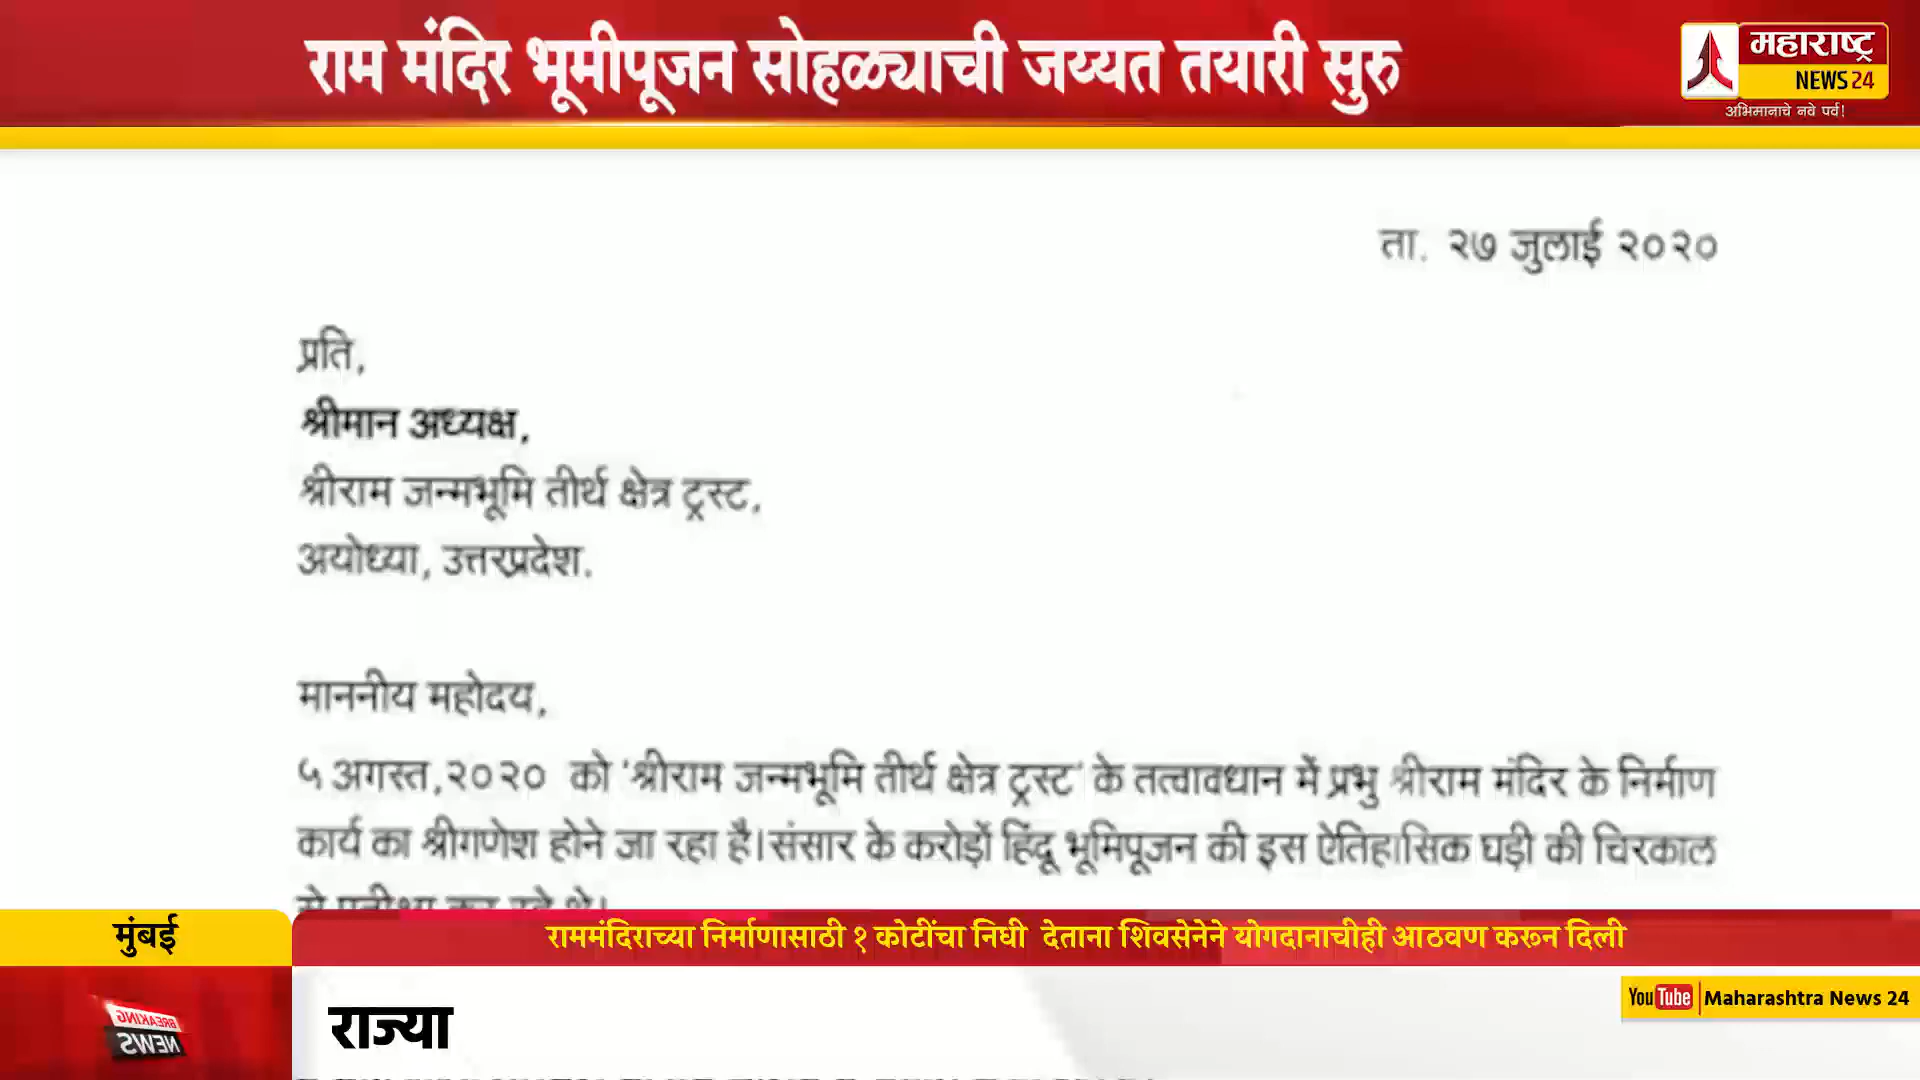 राम मंदिर भूमीपूजन सोहळ्याची जय्यत तयारी सुरु
महाराष्ट्र
NEWS 24
अभिमानाचे नवे पर्व!
ता. २७ जुलाई २०२०
प्रति,
श्रीमान अध्यक्ष,
श्रीराम जन्मभूमि तीर्थ क्षेत्र ट्रस्ट,
अयोध्या, उत्तरप्रदेश.
माननीय महोदय,
५ अगस्त,२०२० को 'श्रीराम जन्मभूमि तीर्थ क्षेत्र ट्रस्ट' के तत्वावधान में प्रभु श्रीराम मंदिर के निर्माण
कार्य का श्रीगणेश होने जा रहा है।संसार के करोड़ों हिंदू भूमिपूजन की इस ऐतिहासिक घड़ी की चिरकाल
मुंबई
राममंदिराच्या निर्माणासाठी १ कोटींचा निधी देताना शिवसेनेने योगदानाचीही आठवण करून दिली
BREAKING
NEWS
राज्या
YouTube Maharashtra News 24